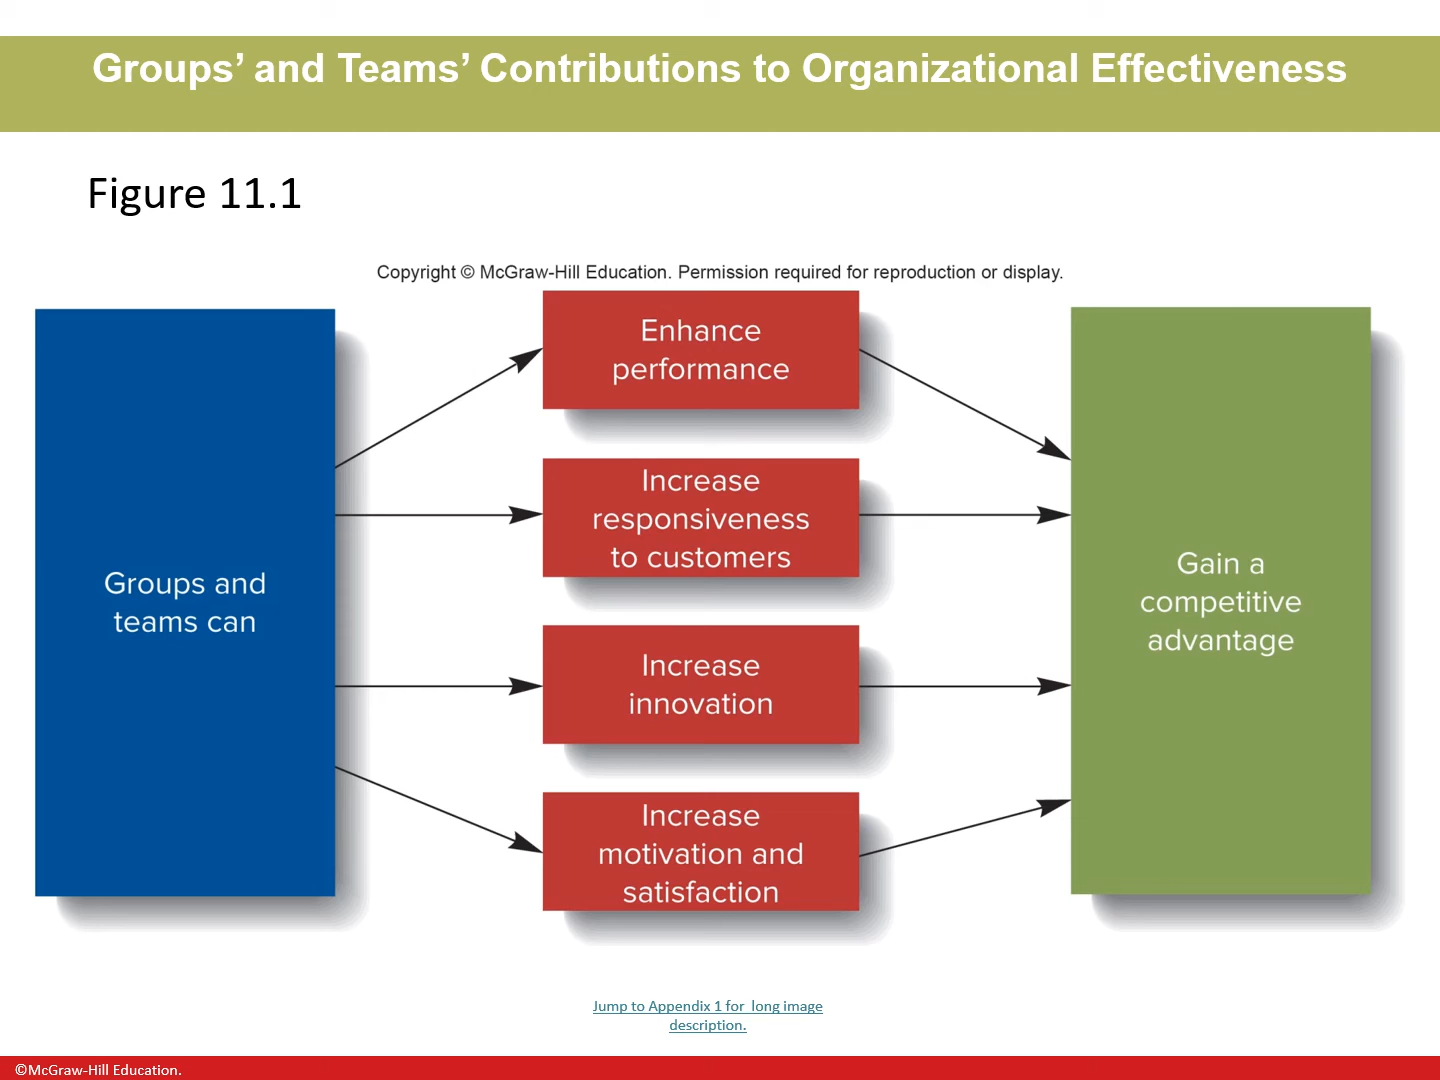 Groups’ and Teams’ Contributions to Organizational Effectiveness
Figure 11.1
Copyright © McGraw-Hill Education. Permission required for reproduction or display.
Groups and
teams can
Enhance
performance
Increase
responsiveness
to customers
Increase
innovation
Increase
motivation and
satisfaction
Gain a
competitive
advantage
Jump to Appendix 1 for long image
description.
©McGraw-Hill Education.